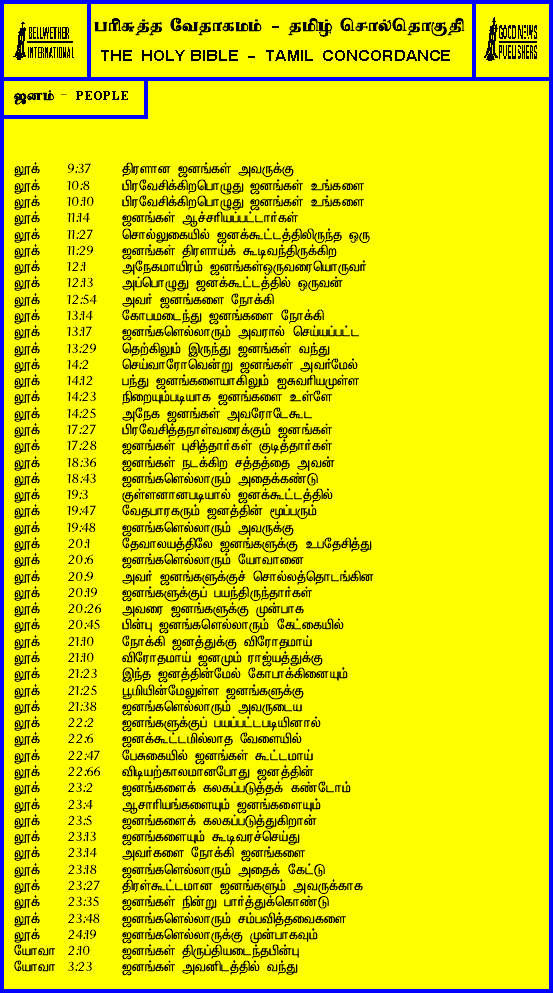 BELLWETHER
INTERNATIONAL
பரிசுத்த வேதாகமம் - தமிழ் சொல்தொகுதி
THE HOLY BIBLE - TAMIL CONCORDANCE
GOOD NEWS
PUBLISHERS
ஜனம் - PEOPLE
லூக் 9:37 திரளான ஜனங்கள் அவருக்கு
லூக் 10:8 பிரவேசிக்கிறபொழுது ஜனங்கள் உங்களை
லூக் 10:10 பிரவேசிக்கிறபொழுது ஜனங்கள் உங்களை
லூக் 11:14 ஜனங்கள் ஆச்சரியப்பட்டார்கள்
லூக் 11:27 சொல்லுகையில் ஜனக்கூட்டத்திலிருந்த ஒரு
லூக் 11:29 ஜனங்கள் திரளாய்க் கூடிவந்திருக்கிற
லூக் 12:1 அநேகமாயிரம் ஜனங்கள்ஒருவரையொருவர்
லூக் 12:13 அப்பொழுது ஜனக்கூட்டத்தில் ஒருவன்
லூக் 12:54 அவர் ஜனங்களை நோக்கி
லூக் 13:14 கோபமடைந்து ஜனங்களை நோக்கி
லூக் 13:17 ஜனங்களெல்லாரும் அவரால் செய்யப்பட்ட
லூக் 13:29 தெற்கிலும் இருந்து ஜனங்கள் வந்து
லூக் 14:2 செய்வாரோவென்று ஜனங்கள் அவர்மேல்
லூக் 14:12 பந்து ஜனங்களையாகிலும் ஐசுவரியமுள்ள
லூக் 14:23 நிறையும்படியாக ஜனங்களை உள்ளே
லூக் 14:25 அநேக ஜனங்கள் அவரோடேகூட
லூக் 17:27 பிரவேசித்தநாள்வரைக்கும் ஜனங்கள்
லூக் 17:28 ஜனங்கள் புசித்தார்கள் குடித்தார்கள்
லூக் 18:36 ஜனங்கள் நடக்கிற சத்தத்தை அவன்
லூக் 18:43 ஜனங்களெல்லாரும் அதைக்கண்டு
லூக் 19:3 குள்ளனானபடியால் ஜனக்கூட்டத்தில்
லூக் 19:47 வேதபாரகரும் ஜனத்தின் மூப்பரும்
லூக் 19:48 ஜனங்களெல்லாரும் அவருக்கு
லூக் 20:1 தேவாலயத்திலே ஜனங்களுக்கு உபதேசித்து
லூக் 20:6 ஜனங்களெல்லாரும் யோவானை
லூக் 20:9 அவர் ஜனங்களுக்குச் சொல்லத்தொடங்கின
லூக் 20:19 ஜனங்களுக்குப் பயந்திருந்தார்கள்
லூக் 20:26 அவரை ஜனங்களுக்கு முன்பாக
லூக் 20:45 பின்பு ஜனங்களெல்லாரும் கேட்கையில்
லூக் 21:10 நோக்கி ஜனத்துக்கு விரோதமாய்
லூக் 21:10 விரோதமாய் ஜனமும் ராஜ்யத்துக்கு
லூக் 21:23 இந்த ஜனத்தின்மேல் கோபாக்கினையும்
லூக் 21:25 பூமியின்மேலுள்ள ஜனங்களுக்கு
லூக் 21:38 ஜனங்களெல்லாரும் அவருடைய
லூக் 22:2 ஜனங்களுக்குப் பயப்பட்டபடியினால்
லூக் 22:6 ஜனக்கூட்டமில்லாத வேளையில்
லூக் 22:47 பேசுகையில் ஜனங்கள் கூட்டமாய்
லூக் 22:66 விடியற்காலமானபோது ஜனத்தின்
லூக் 23:2 ஜனங்களைக் கலகப்படுத்தக் கண்டோம்
லூக் 23:4 ஆசாரியங்களையும் ஜனங்களையும்
லூக் 23:5 ஜனங்களைக் கலகப்படுத்துகிறான்
லூக் 23:13 ஜனங்களையும் கூடிவரச்செய்து
லூக் 23:14 அவர்களை நோக்கி ஜனங்களை
லூக் 23:18 ஜனங்களெல்லாரும் அதைக் கேட்டு
லூக் 23:27 திரள்கூட்டமான ஜனங்களும் அவருக்காக
லூக் 23:35 ஜனங்கள் நின்று பார்த்துக்கொண்டு
லூக் 23:48 ஜனங்களெல்லாரும் சம்பவித்தவைகளை
லூக் 24:19 ஜனங்களெல்லாருக்கு முன்பாகவும்
யோவா 2:10 ஜனங்கள் திருப்தியடைந்தபின்பு
யோவா 3:23 ஜனங்கள் அவனிடத்தில் வந்து